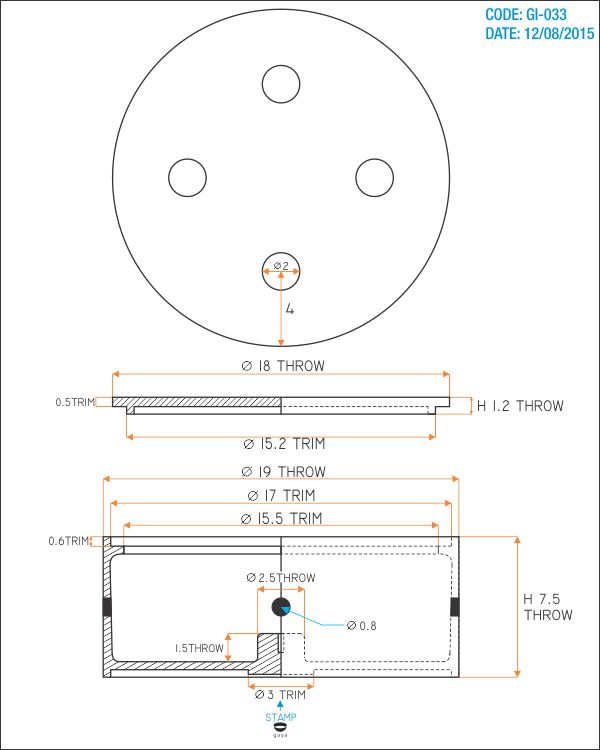 CODE: GI-033
DATE: 12/08/2015
Ø2
4
Ø 18 THROW
0.5TRIM
H 1.2 THROW
Ø 15.2 TRIM
Ø 19 THROW
Ø 17 TRIM
Ø 15.5 TRIM
0.6TRIM
Ø 2.5THROW
H 7.5
THROW
Ø 0.8
1.5THROW
Ø 3 TRIM
STAMP
gaya